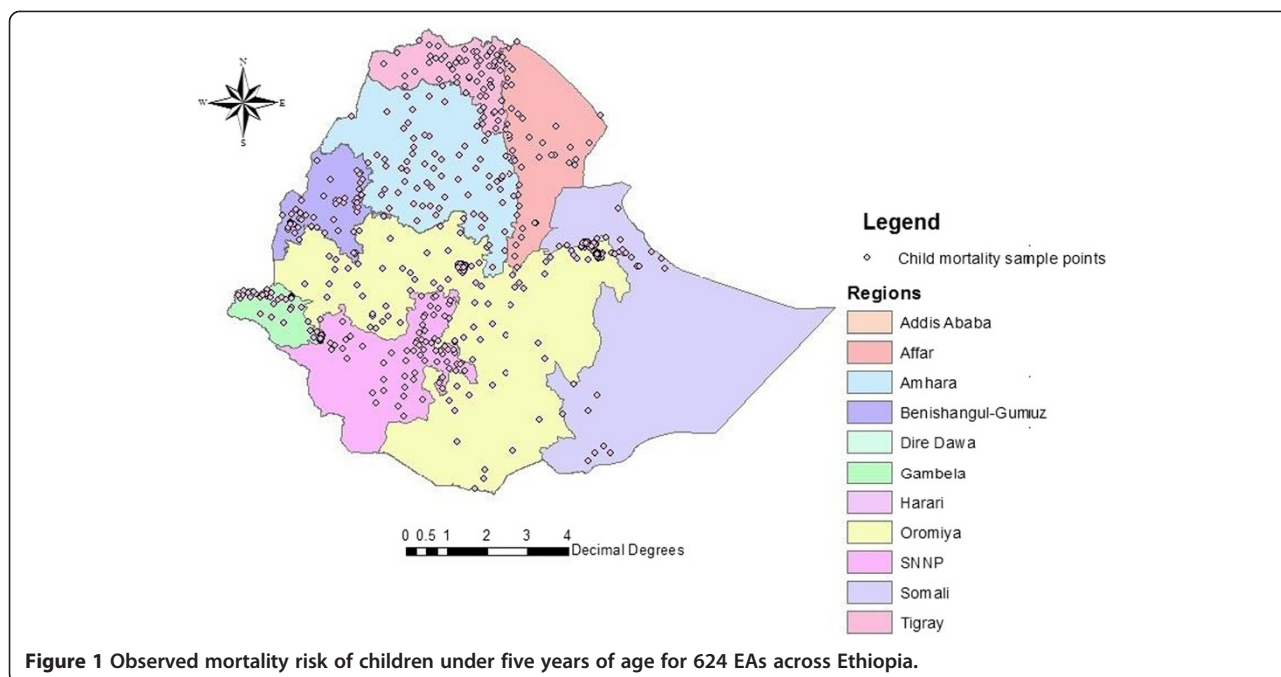 N
W E
S
Legend
Child mortality sample points
Regions
Addis Ababa
Affar
Amhara
Benishangul-Gumuz
Dire Dawa
Gambela
Harari
Oromiya
SNNP
Somali
Tigray
0 0.5 1 2 3 4
Decimal Degrees
Figure 1 Observed mortality risk of children under five years of age for 624 EAs across Ethiopia.